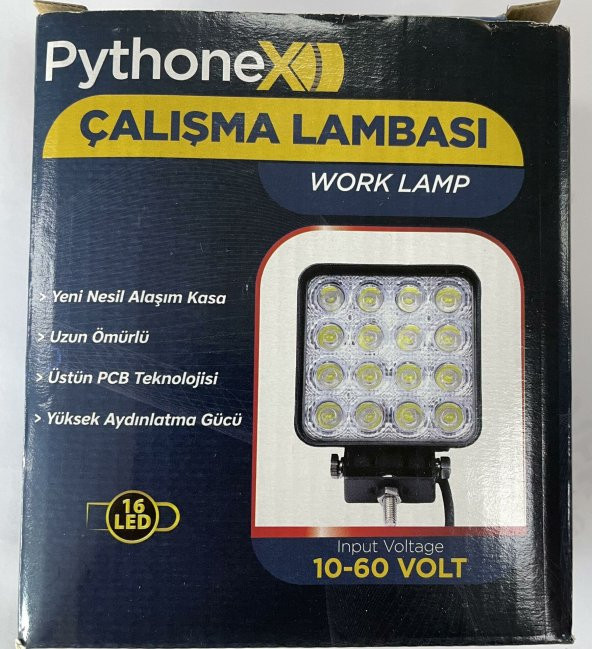 PythoneX
ÇALIŞMA LAMBASI
WORK LAMP
> Yeni Nesil Alaşım Kasa
> Uzun Ömürlü
> Üstün PCB Teknolojisi
> Yüksek Aydınlatma Gücü
16
LED
Input Voltage
10-60 VOLT